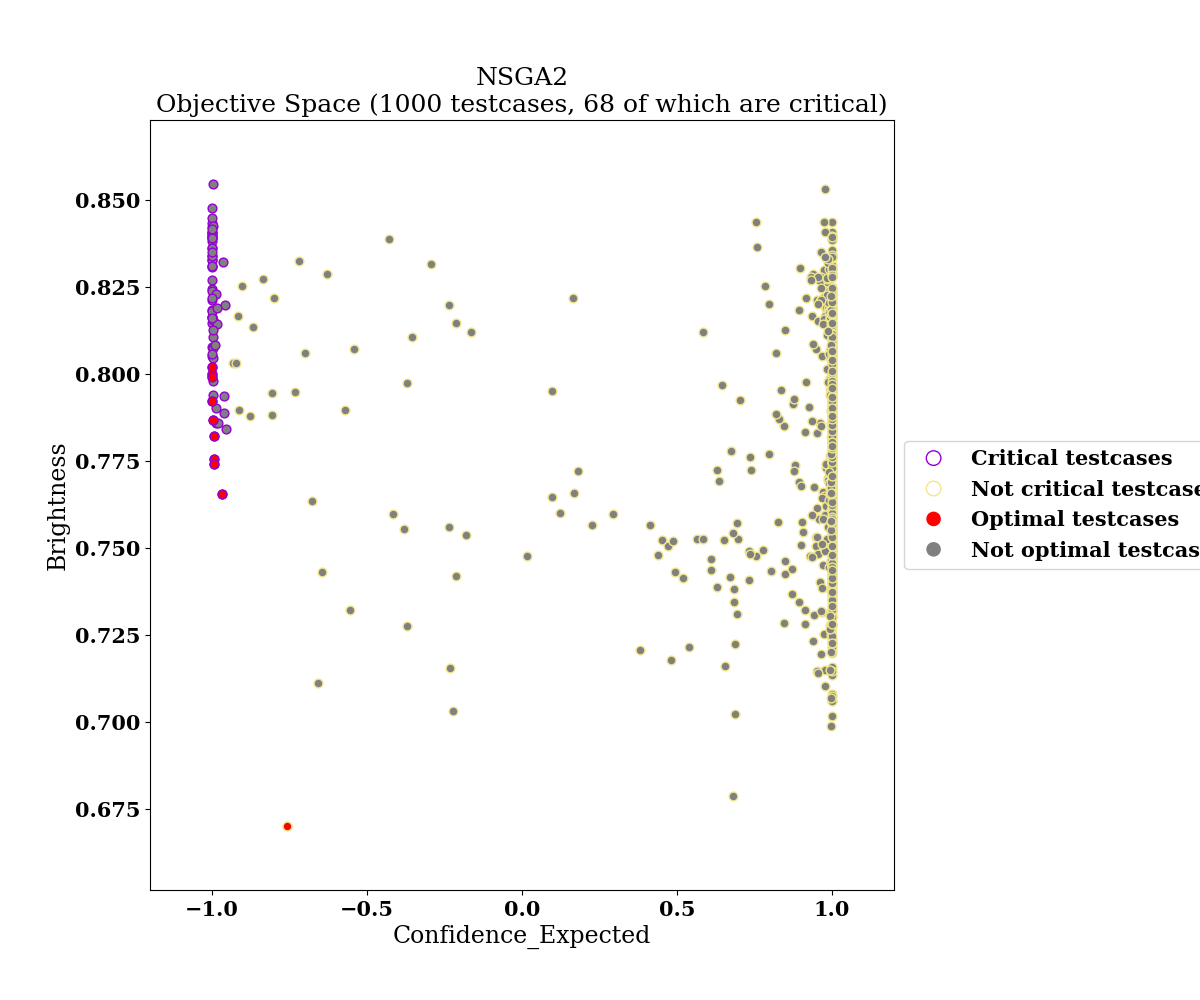 NSGA2
Objective Space (1000 testcases, 68 of which are critical)
0.850
0.825
0.800
0.775
0.750
0.725
0.700
0.675
Brightness
−1.0
−0.5
0.0
0.5
1.0
Confidence_Expected
Critical testcases
Not critical testcase
Optimal testcases
Not optimal testcas